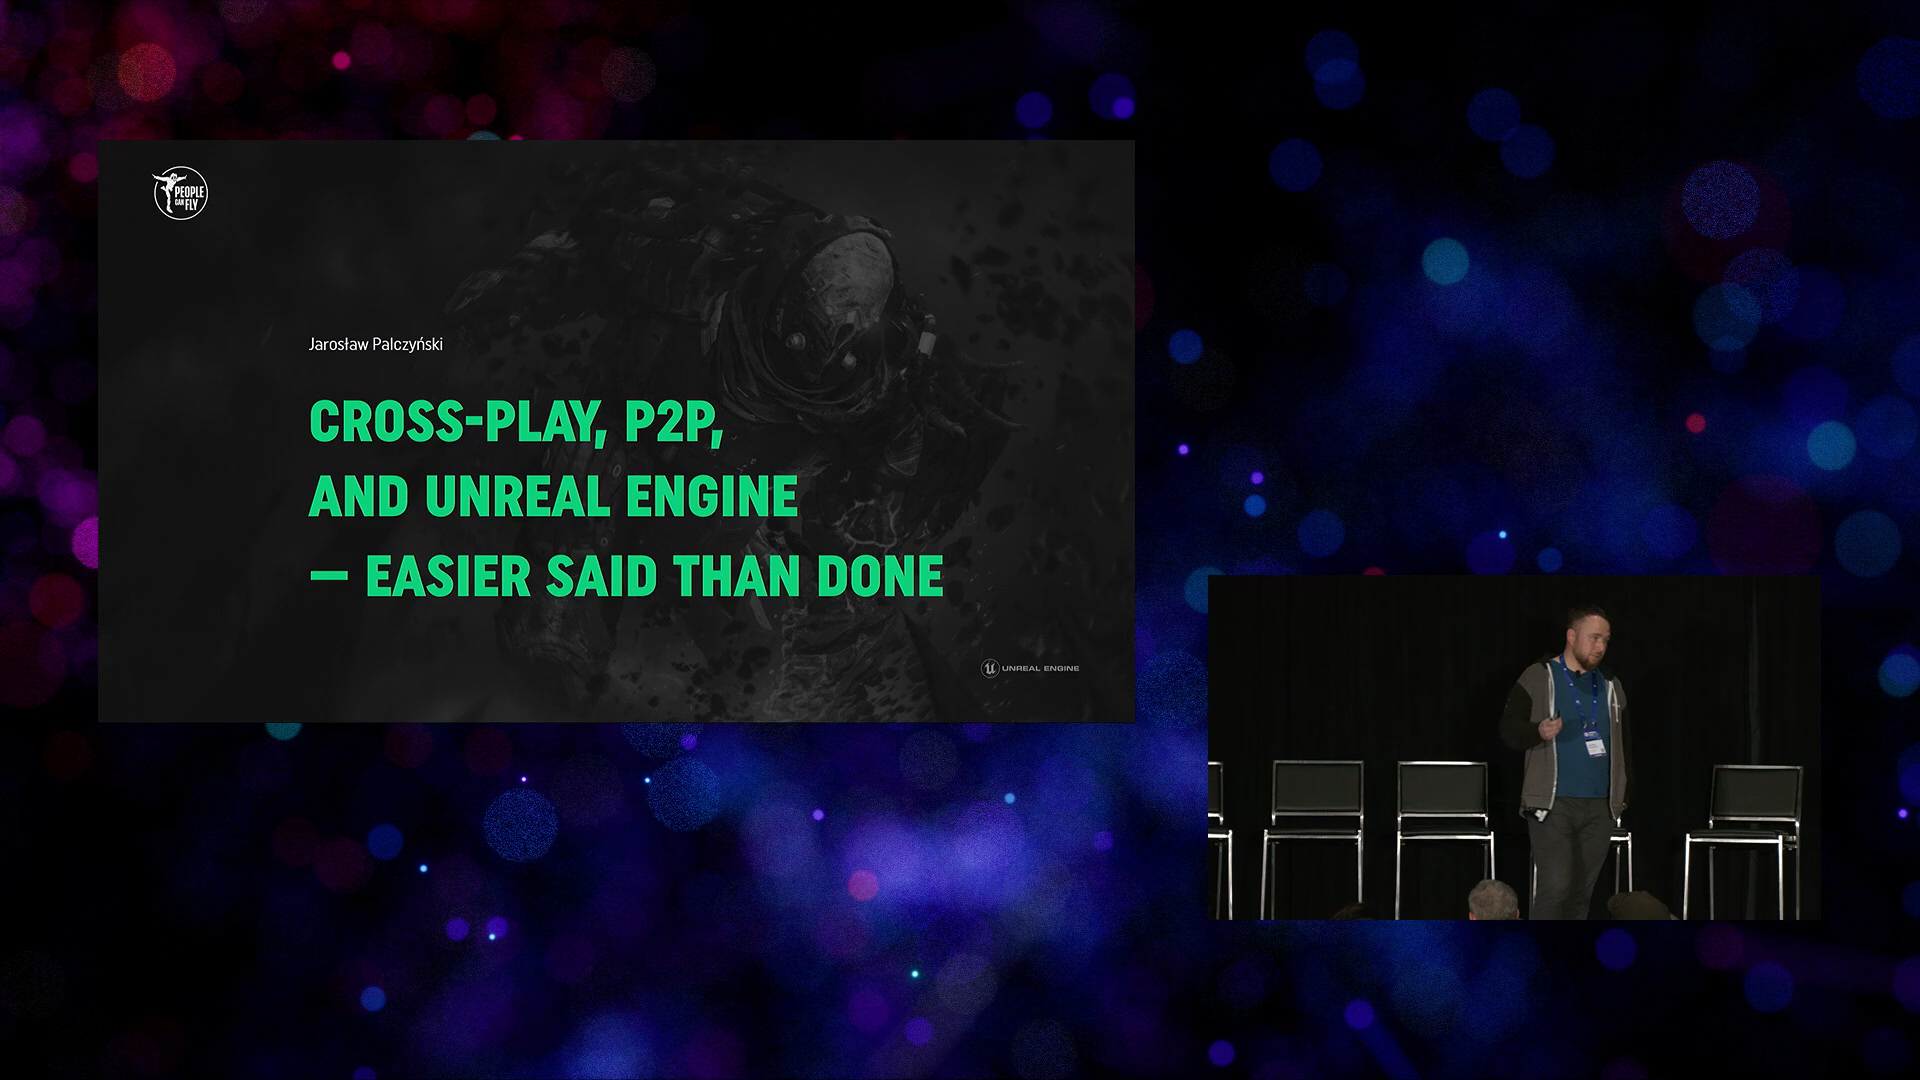 PEOPLE
CAN
FLY
Jarosław Palczyński
CROSS-PLAY, P2P,
AND UNREAL ENGINE
— EASIER SAID THAN DONE
UNREAL ENGINE